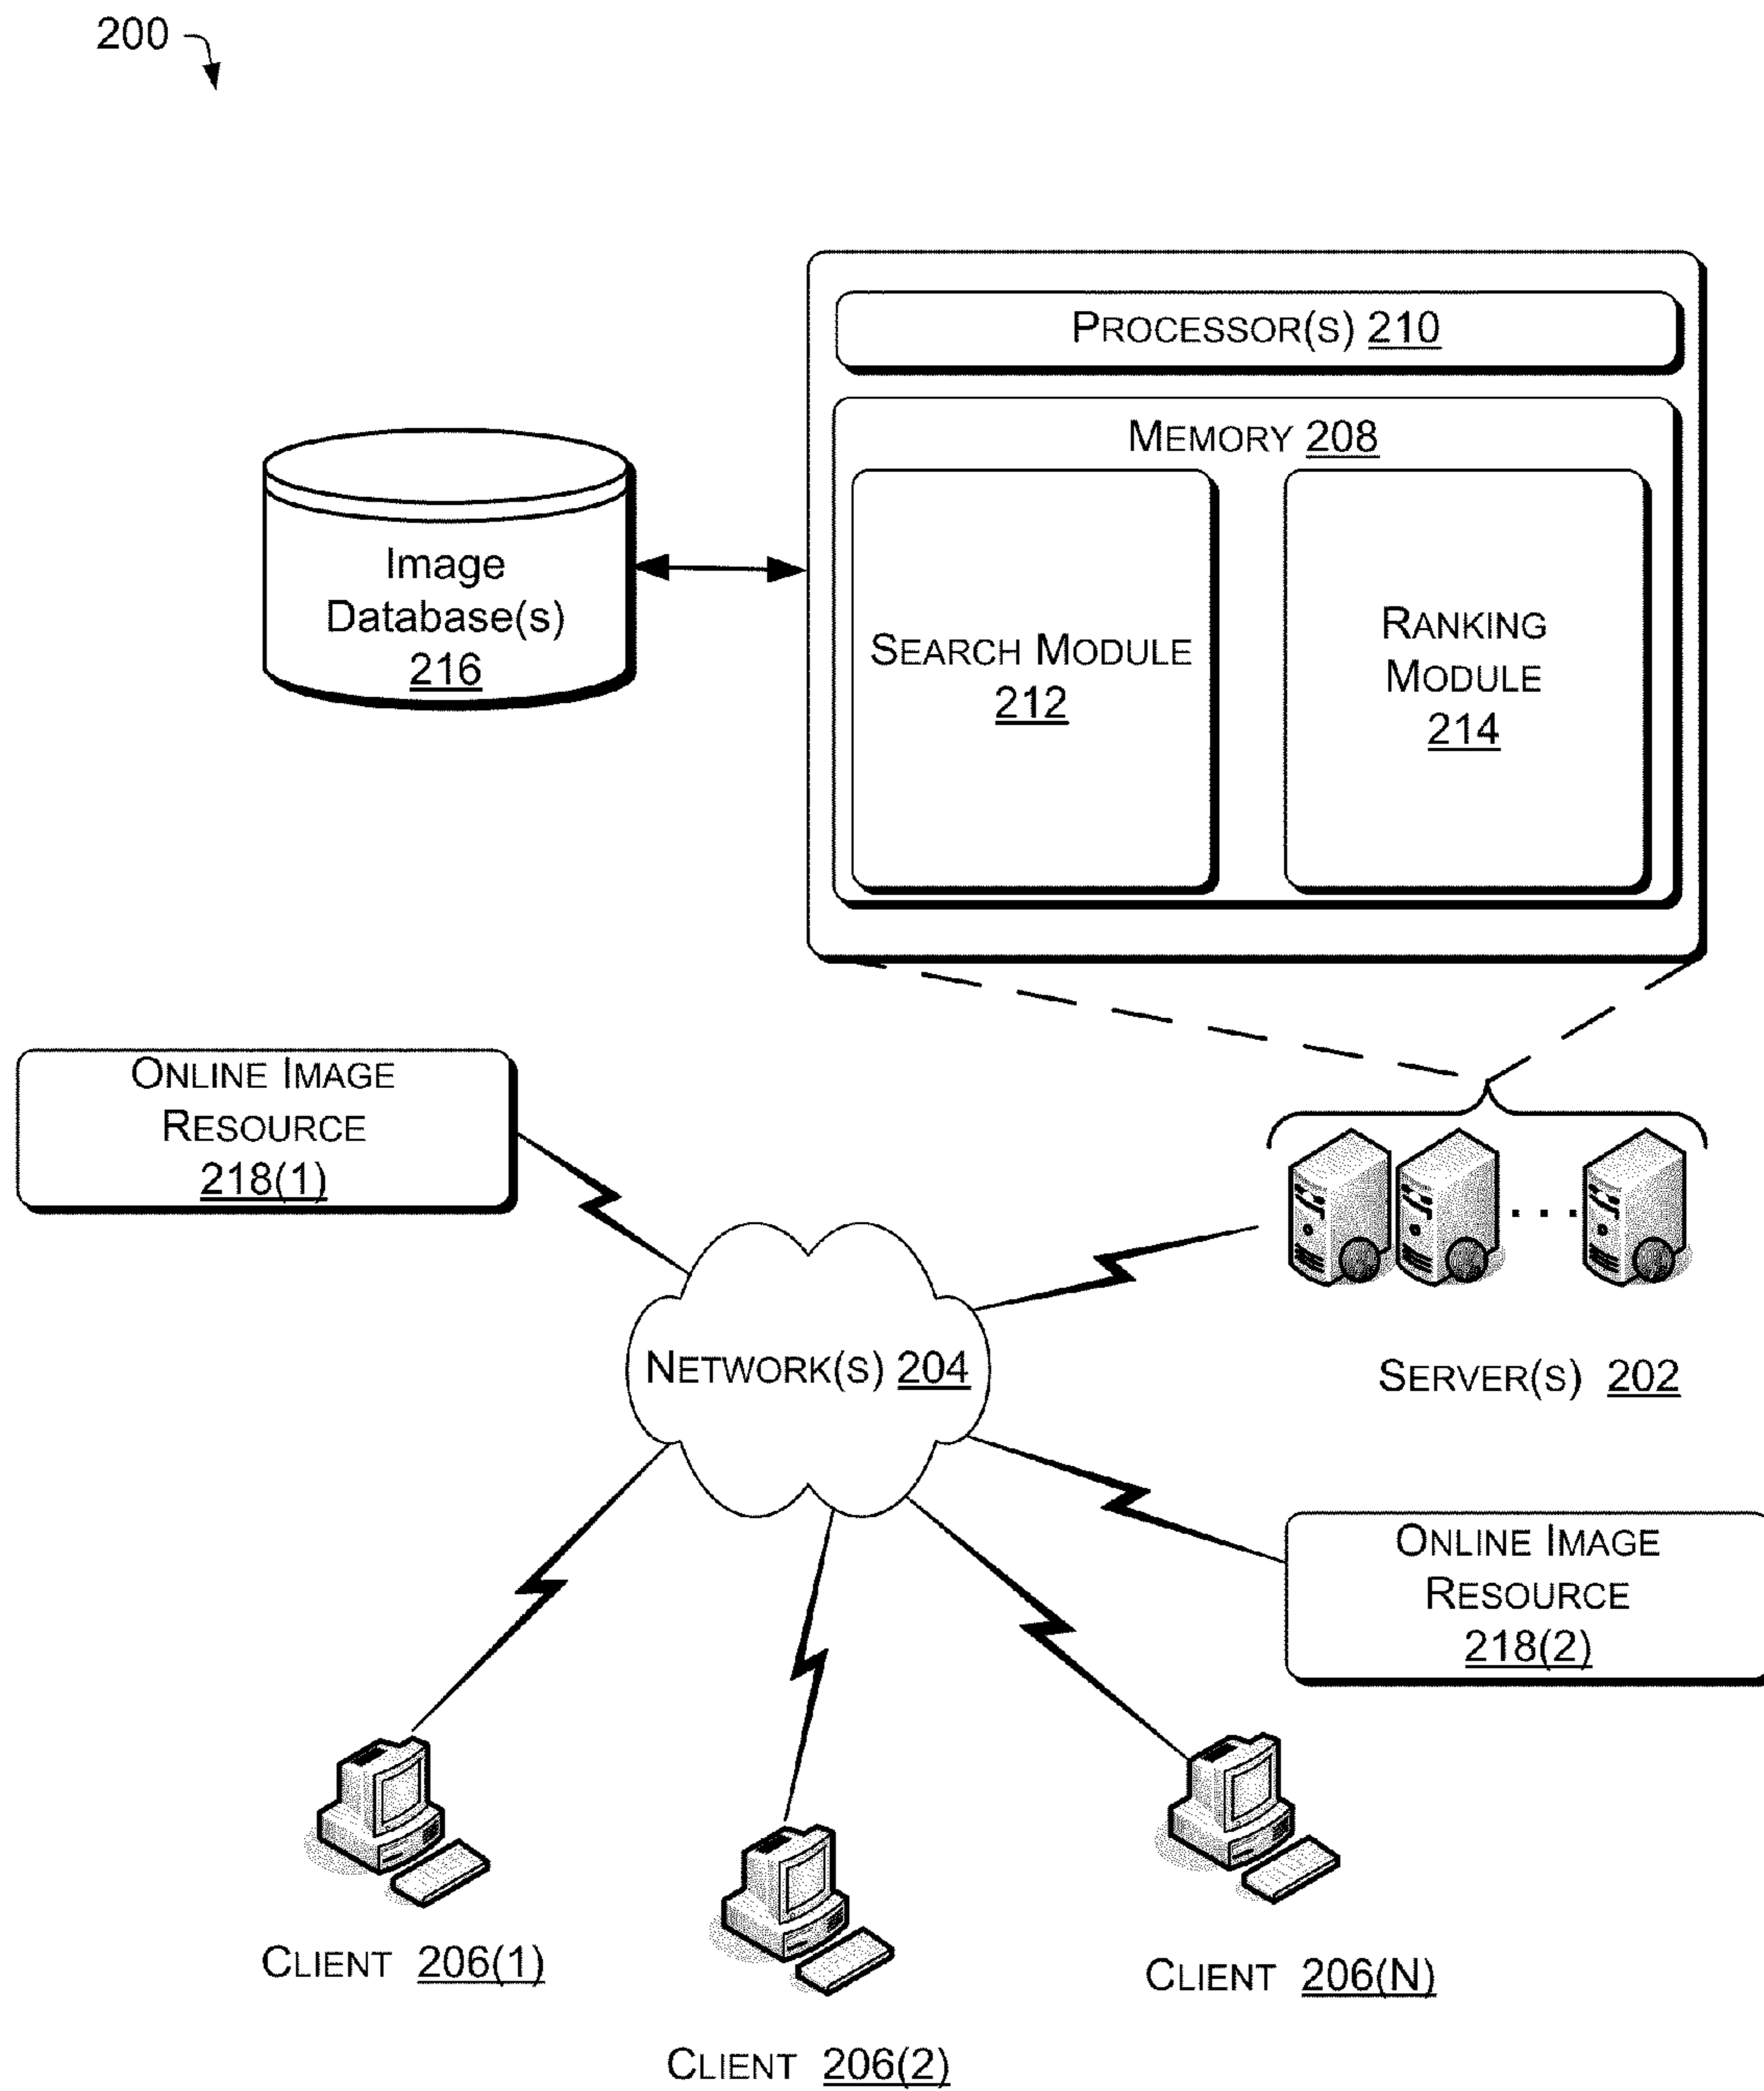 200
PROCESSOR(S) 210
MEMORY 208
Image
Database(s)
216
SEARCH MODULE
212
RANKING
MODULE
214
ONLINE IMAGE
RESOURCE
218(1)
NETWORK(S) 204
SERVER(S) 202
ONLINE IMAGE
RESOURCE
218(2)
CLIENT 206(1)
CLIENT 206(2)
CLIENT 206(N)